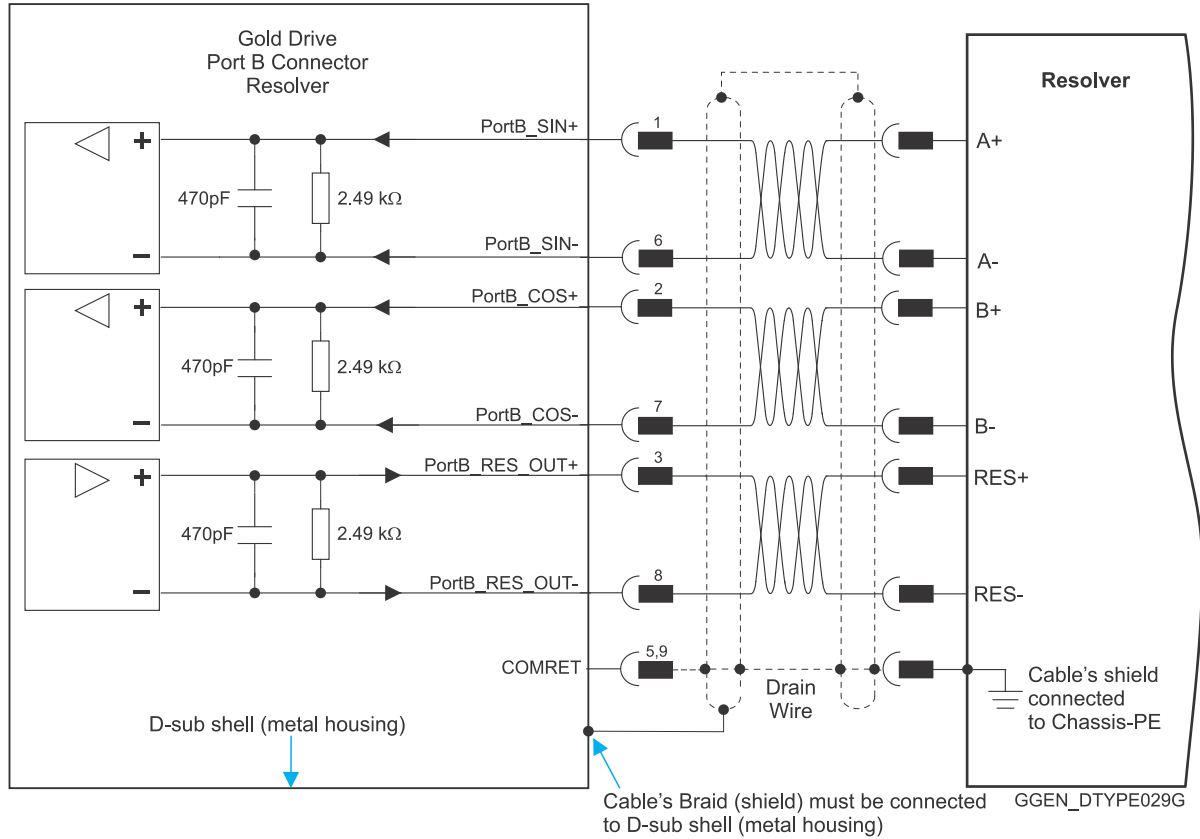 Gold Drive
Port B Connector
Resolver
Resolver
PortB_SIN+
1
A+
+
470pF
2.49 kΩ
PortB_SIN-
6
A-
−
PortB_COS+
2
B+
+
470pF
2.49 kΩ
PortB_COS-
7
B-
−
PortB_RES_OUT+
3
RES+
+
470pF
2.49 kΩ
PortB_RES_OUT-
8
RES-
−
COMRET
5,9
Drain
Wire
Cable's shield
connected
to Chassis-PE
D-sub shell (metal housing)
Cable's Braid (shield) must be connected
to D-sub shell (metal housing)
GGEN_DTYPE029G